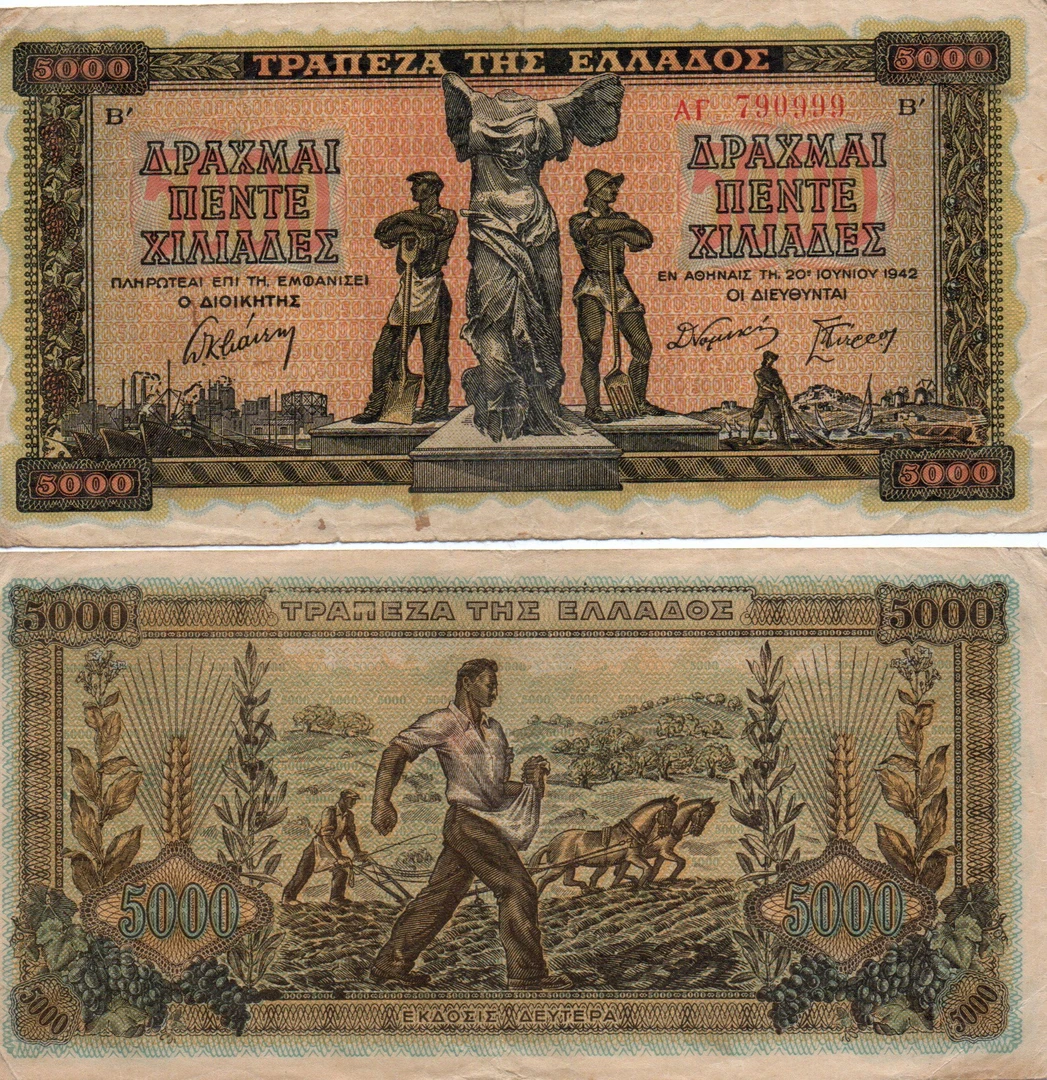 5000 ΤΡΑΠΕΖΑ ΤΗΣ ΕΛΛΑΔΟΣ 5000
Β′ ΑΓ 790999 Β′
ΔΡΑΧΜΑΙ
ΠΕΝΤΕ
ΧΙΛΙΑΔΕΣ
ΠΛΗΡΩΤΕΑΙ ΕΠΙ ΤΗ, ΕΜΦΑΝΙΣΕΙ
Ο ΔΙΟΙΚΗΤΗΣ
ΔΡΑΧΜΑΙ
ΠΕΝΤΕ
ΧΙΛΙΑΔΕΣ
ΕΝ ΑΘΗΝΑΙΣ ΤΗ, 20ῃ ΙΟΥΝΙΟΥ 1942
ΟΙ ΔΙΕΥΘΥΝΤΑΙ
5000 5000
5000 ΤΡΑΠΕΖΑ ΤΗΣ ΕΛΛΑΔΟΣ 5000
5000 5000
5000 ΕΚΔΟΣΙΣ ΔΕΥΤΕΡΑ 5000